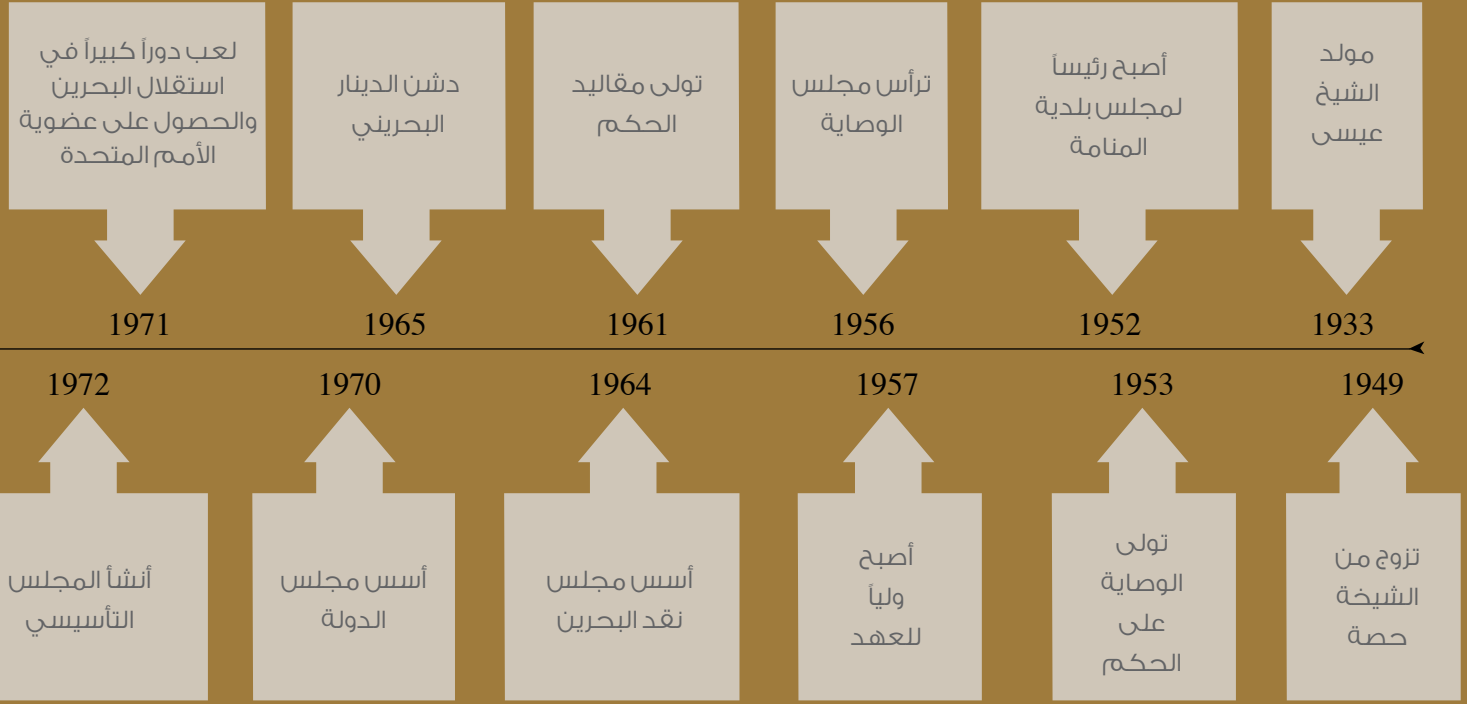 مولد
الشيخ
عيسى
1933
أصبح رئيساً
لمجلس بلدية
المنامة
1952
ترأس مجلس
الوصاية
1956
تولى مقاليد
الحكم
1961
دشن الدينار
البحريني
1965
لعب دوراً كبيراً في
استقلال البحرين
والحصول على عضوية
الأمم المتحدة
1971
1949
تزوج من
الشيخة
حصة
1953
تولى
الوصاية
على
الحكم
1957
أصبح
ولياً
للعهد
1964
أسس مجلس
نقد البحرين
1970
أسس مجلس
الدولة
1972
أنشأ المجلس
التأسيسي